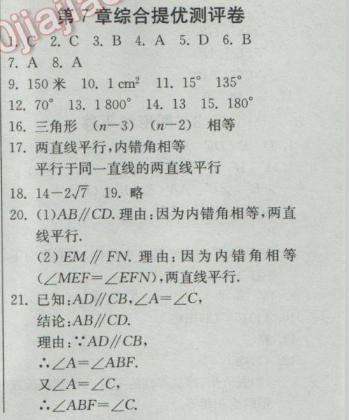 第7章综合提优测评卷
1. C 2. C 3. B 4. A 5. D 6. B
7. A 8. A
9. 150米 10. 1 cm² 11. 15° 135°
12. 70° 13. 1 800° 14. 13 15. 180°
16. 三角形 (n-3) (n-2) 相等
17. 两直线平行,内错角相等
平行于同一直线的两直线平行
18. 14-2√7 19. 略
20. (1)AB∥CD. 理由:因为内错角相等,两直
线平行.
(2)EM∥FN. 理由:因为内错角相等
(∠MEF=∠EFN),两直线平行.
21. 已知:AD∥CB,∠A=∠C,
结论:AB∥CD.
理由:∵AD∥CB,
∴∠A=∠ABF.
又∠A=∠C,
∴∠ABF=∠C.